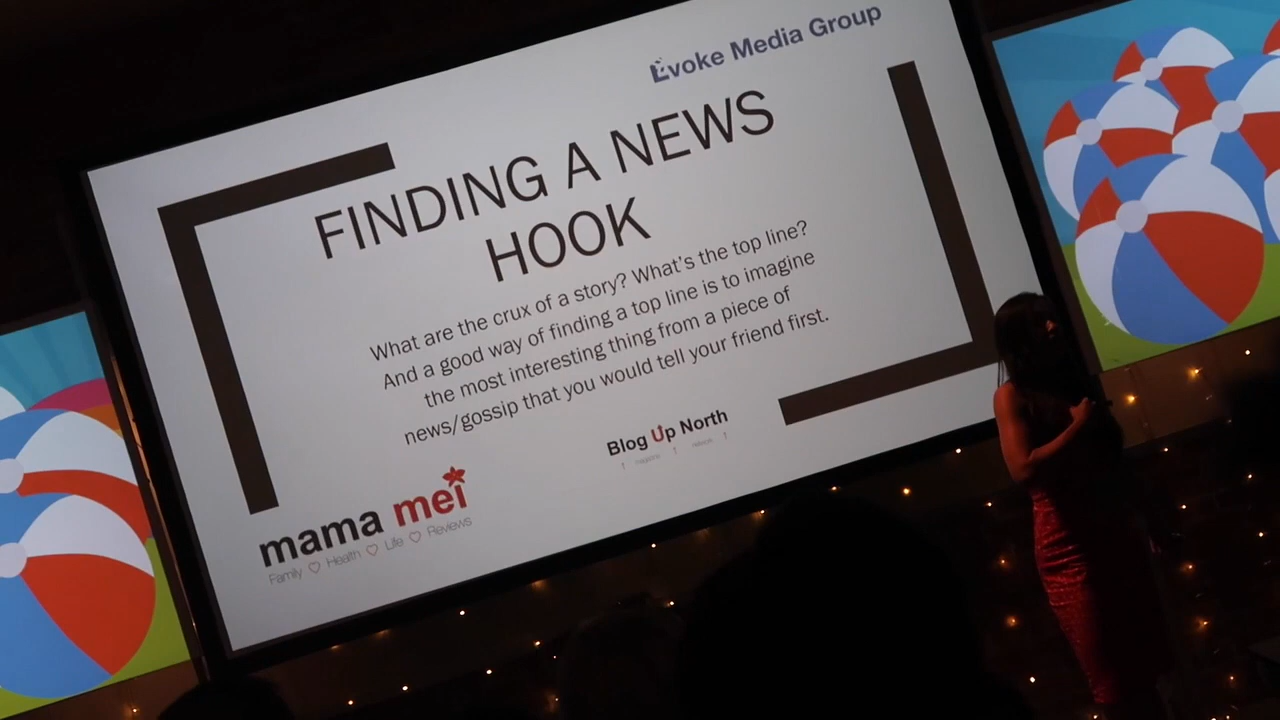 Evoke Media Group
FINDING A NEWS
HOOK
What are the crux of a story? What's the top line?
And a good way of finding a top line is to imagine
the most interesting thing from a piece of
news/gossip that you would tell your friend first.
Blog Up North
mama mei
Family ♡ Health ♡ Life ♡ Reviews